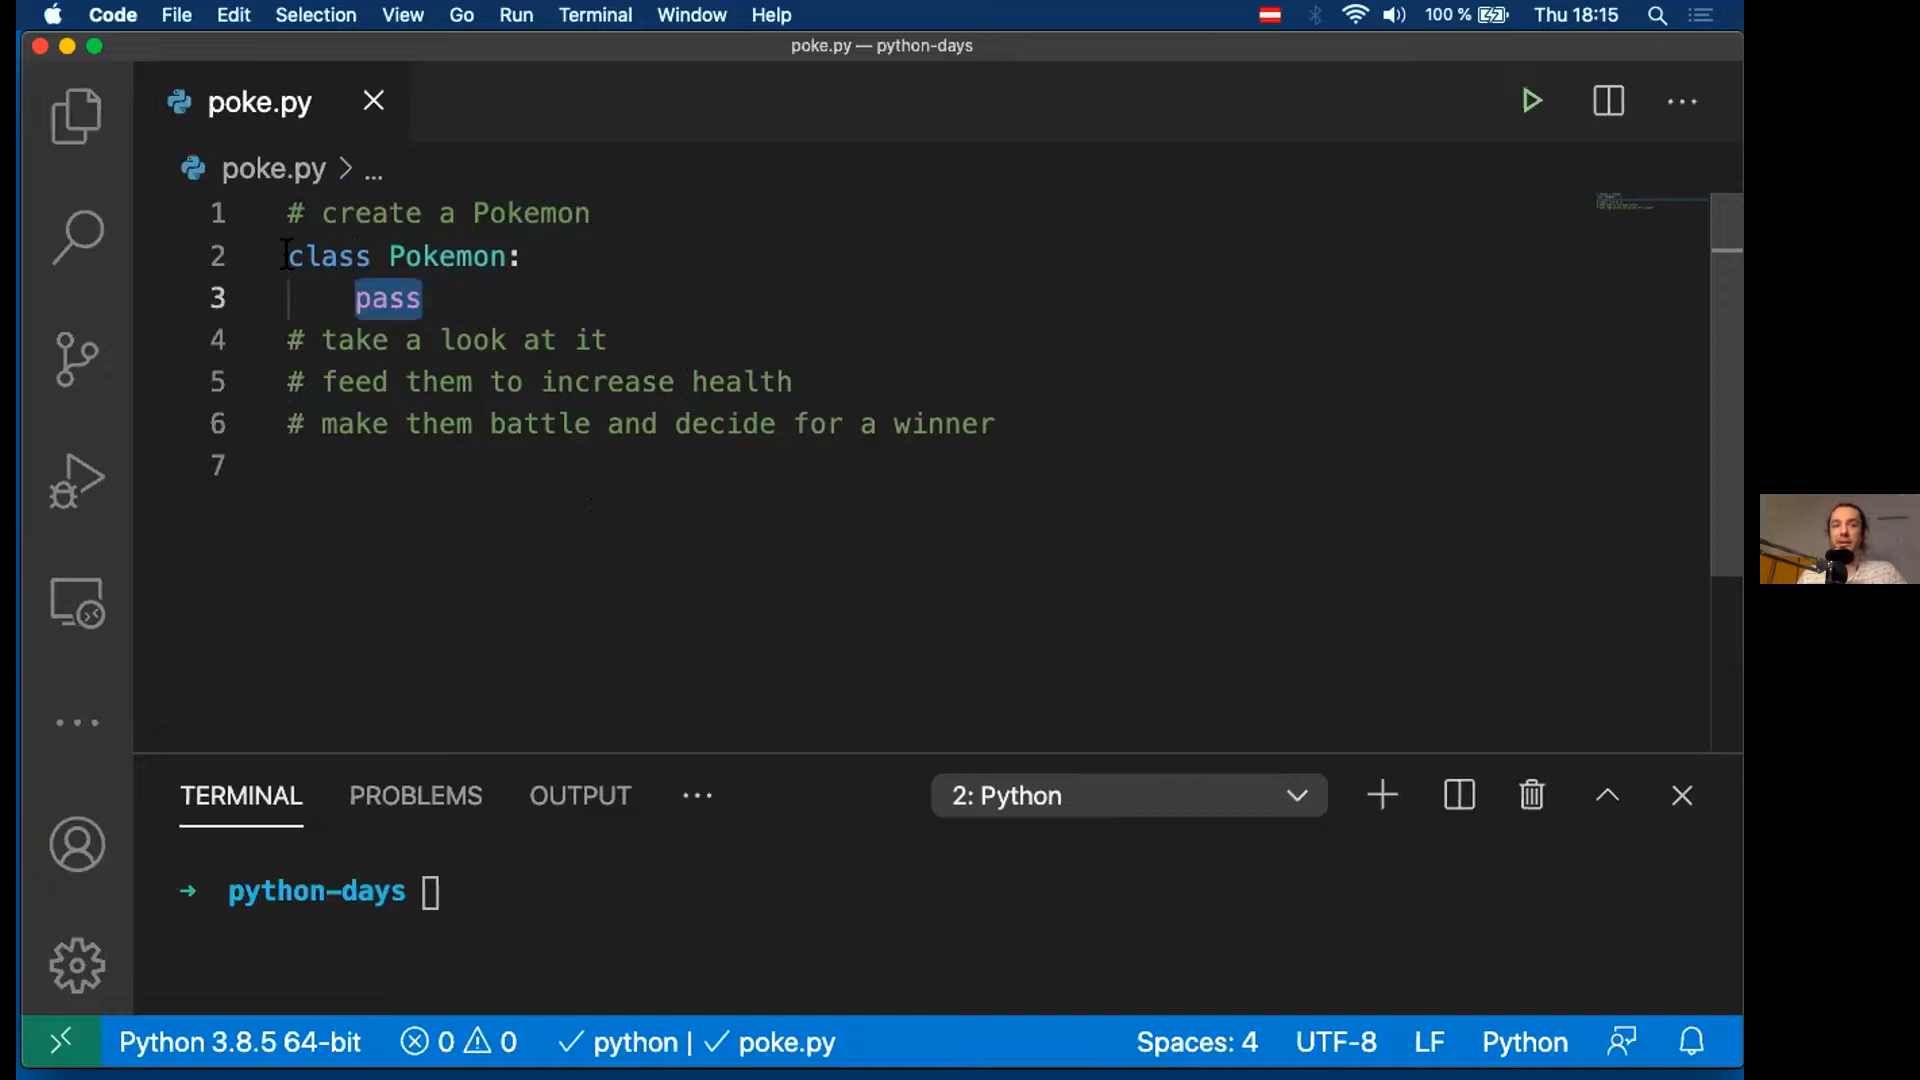 Code File Edit Selection View Go Run Terminal Window Help 100 % Thu 18:15
poke.py — python-days
poke.py
poke.py > ...
1 # create a Pokemon
2 class Pokemon:
3 pass
4 # take a look at it
5 # feed them to increase health
6 # make them battle and decide for a winner
7
TERMINAL PROBLEMS OUTPUT ... 2: Python
→ python-days
Python 3.8.5 64-bit 0 0 ✓ python | ✓ poke.py Spaces: 4 UTF-8 LF Python